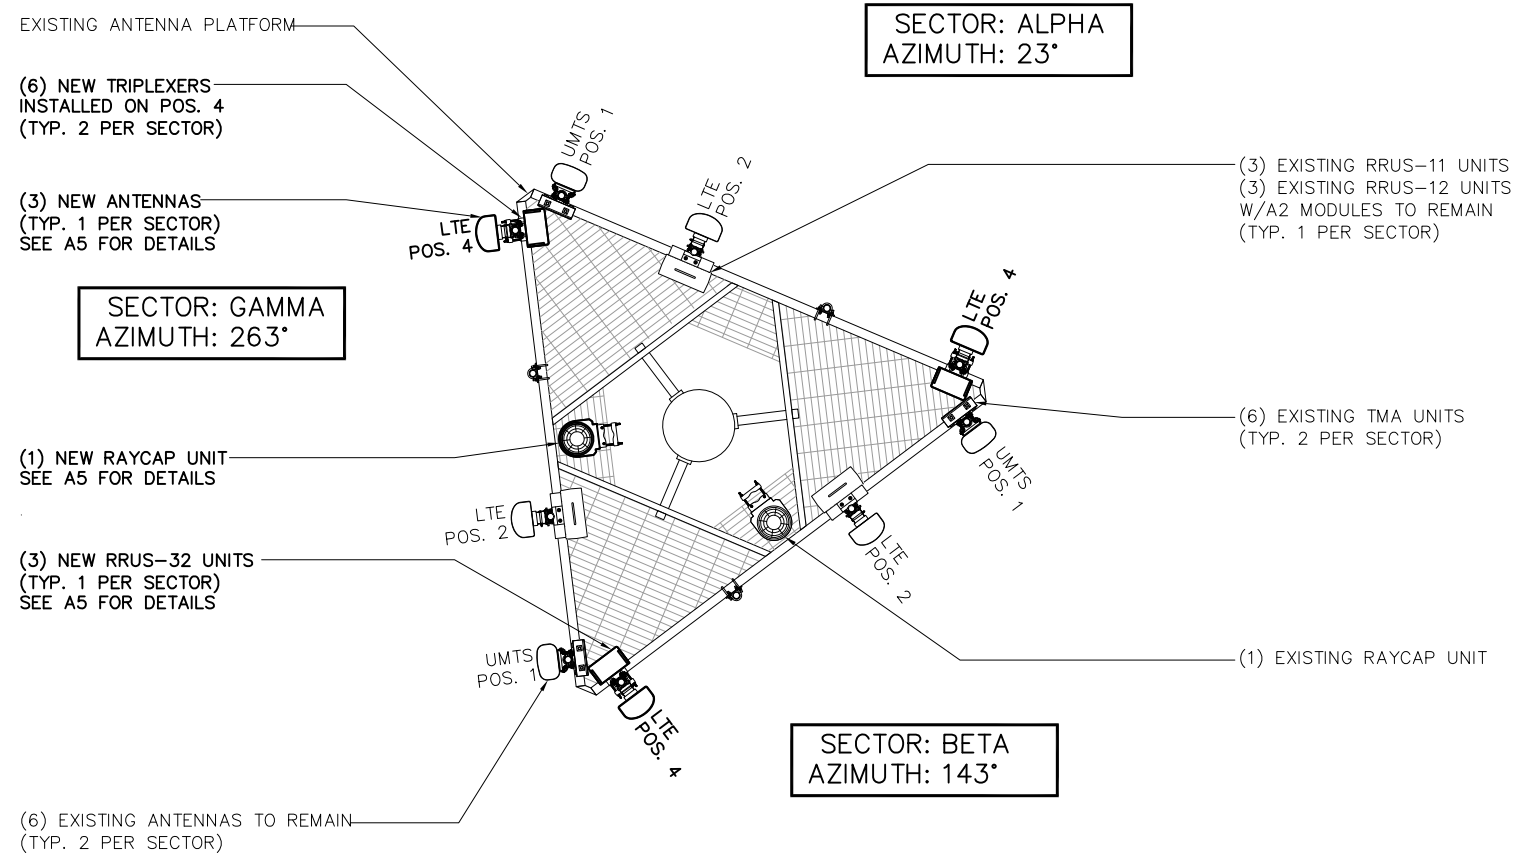 EXISTING ANTENNA PLATFORM
(6) NEW TRIPLEXERS
INSTALLED ON POS. 4
(TYP. 2 PER SECTOR)
(3) NEW ANTENNAS
(TYP. 1 PER SECTOR)
SEE A5 FOR DETAILS
SECTOR: GAMMA
AZIMUTH: 263°
(1) NEW RAYCAP UNIT
SEE A5 FOR DETAILS
(3) NEW RRUS-32 UNITS
(TYP. 1 PER SECTOR)
SEE A5 FOR DETAILS
(6) EXISTING ANTENNAS TO REMAIN
(TYP. 2 PER SECTOR)
UMTS
POS. 1
LTE
POS. 2
LTE
POS. 4
LTE
POS. 4
UMTS
POS. 1
LTE
POS. 2
LTE
POS. 2
UMTS
POS. 1
LTE
POS. 4
SECTOR: ALPHA
AZIMUTH: 23°
(3) EXISTING RRUS-11 UNITS
(3) EXISTING RRUS-12 UNITS
W/A2 MODULES TO REMAIN
(TYP. 1 PER SECTOR)
(6) EXISTING TMA UNITS
(TYP. 2 PER SECTOR)
(1) EXISTING RAYCAP UNIT
SECTOR: BETA
AZIMUTH: 143°